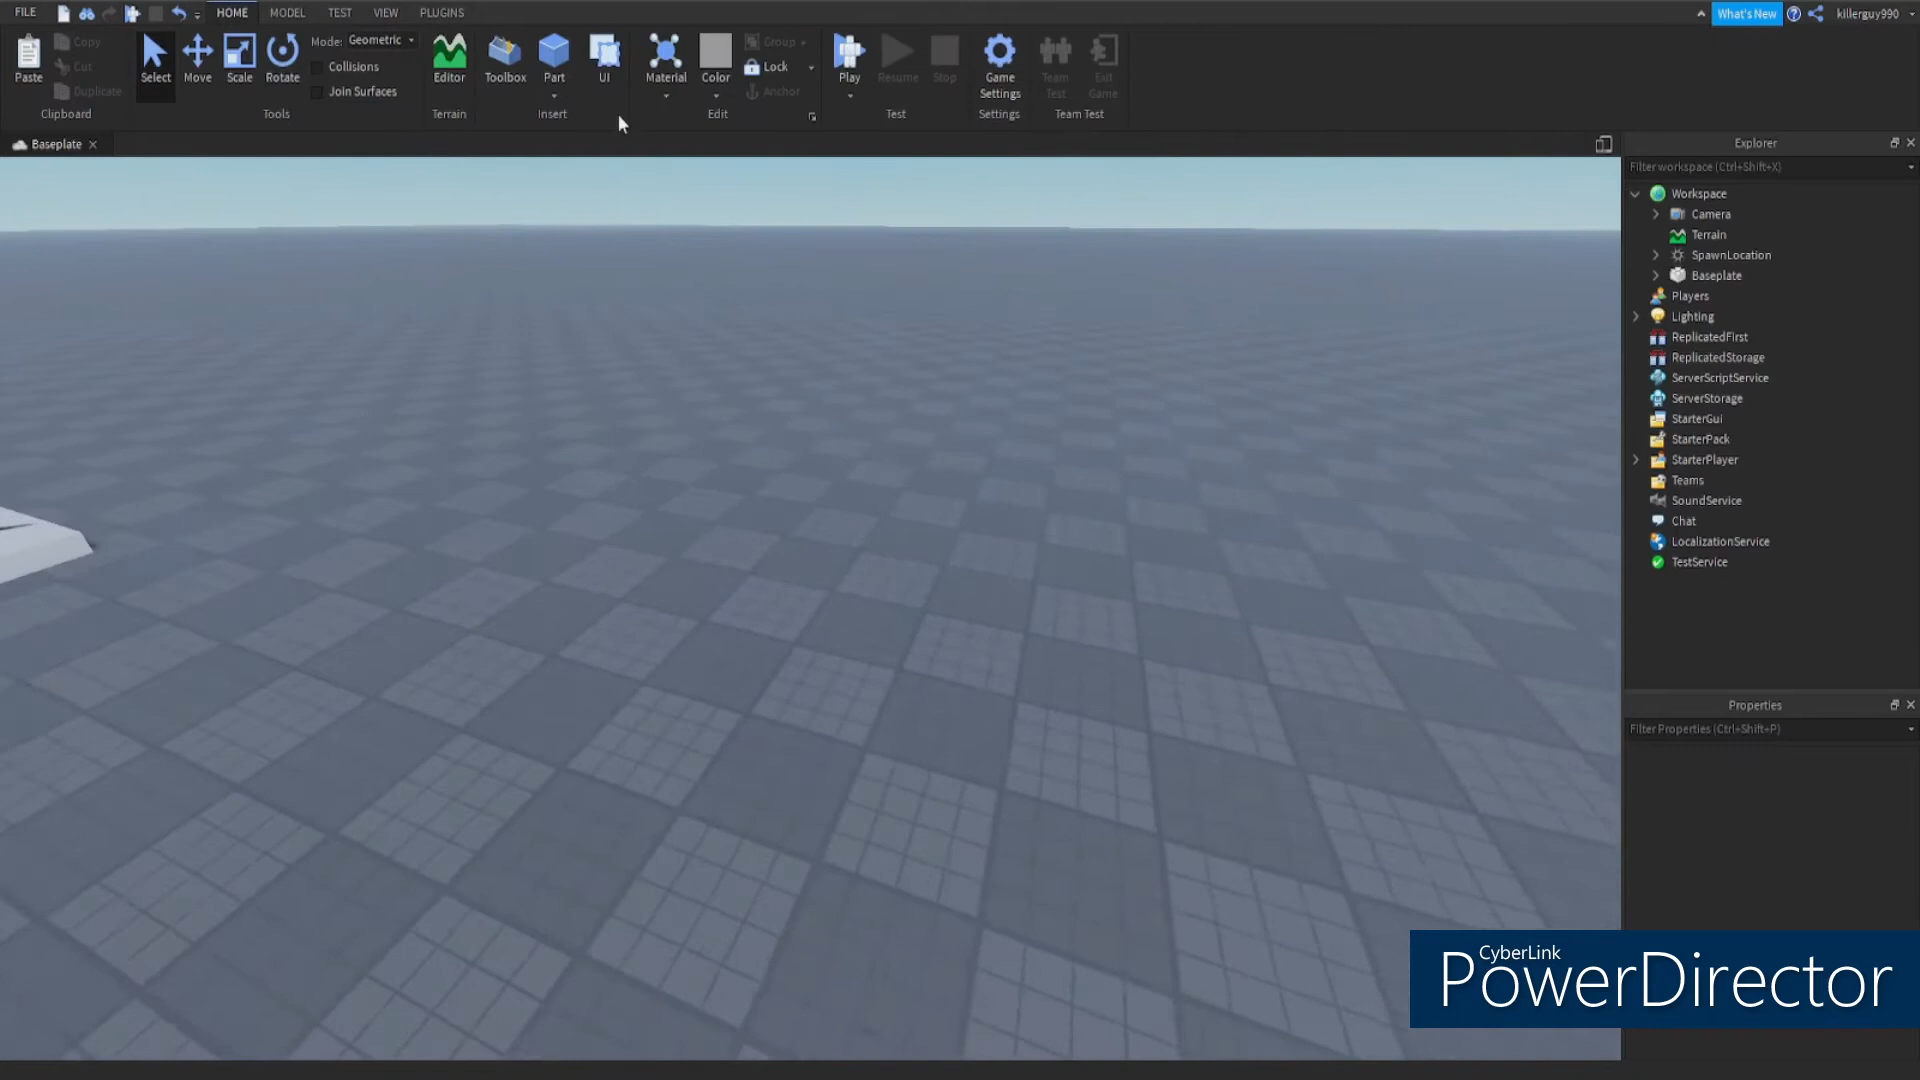 FILE HOME MODEL TEST VIEW PLUGINS What's New killerguy990
Paste Copy Cut Duplicate Clipboard
Select Move Scale Rotate Mode: Geometric Collisions Join Surfaces Tools
Editor Terrain
Toolbox Part UI Insert
Material Color Group Lock Anchor Edit
Play Resume Stop Test
Game Settings Settings
Team Test Exit Game Team Test
Baseplate
Explorer
Filter workspace (Ctrl+Shift+X)
Workspace
Camera
Terrain
SpawnLocation
Baseplate
Players
Lighting
ReplicatedFirst
ReplicatedStorage
ServerScriptService
ServerStorage
StarterGui
StarterPack
StarterPlayer
Teams
SoundService
Chat
LocalizationService
TestService
Properties
Filter Properties (Ctrl+Shift+P)
CyberLink
PowerDirector